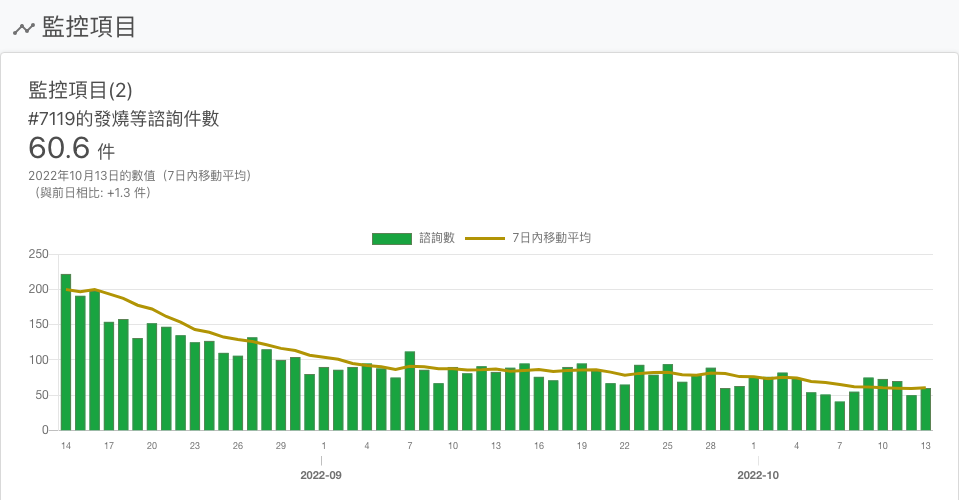 監控項目
監控項目(2)
#7119的發燒等諮詢件數
60.6 件
2022年10月13日的數值（7日內移動平均）
（與前日相比: +1.3 件）
諮詢數 7日內移動平均
250
200
150
100
50
0
14 17 20 23 26 29 1 4 7 10 13 16 19 22 25 28 1 4 7 10 13
2022-09 2022-10